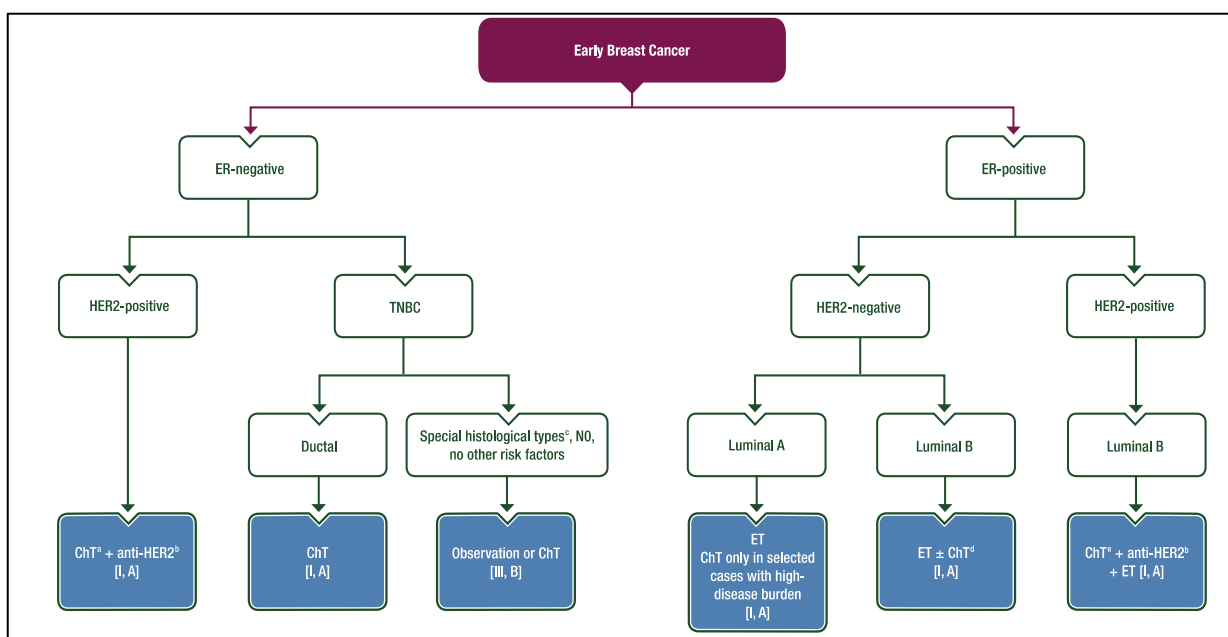 Early Breast Cancer
ER-negative
ER-positive
HER2-positive
TNBC
HER2-negative
HER2-positive
Ductal
Special histological typesᶜ, N0,
no other risk factors
Luminal A
Luminal B
Luminal B
ChTᵃ + anti-HER2ᵇ
[I, A]
ChT
[I, A]
Observation or ChT
[III, B]
ET
ChT only in selected
cases with high-
disease burden
[I, A]
ET ± ChTᵈ
[I, A]
ChTᵉ + anti-HER2ᵇ
+ ET [I, A]